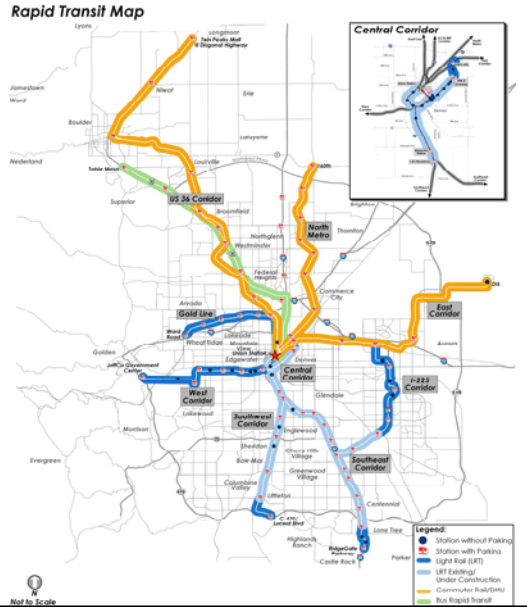 Rapid Transit Map
Lyons
Longmont
Twin Peaks Mall
@ Diagonal Highway
Central Corridor
Jamestown
Ward
Niwot
Erie
Boulder
Lafayette
Nederland
Louisville
Table Mesa
US 36 Corridor
Superior
Broomfield
Brighton
North
Metro
Northglenn
Thornton
Westminster
Federal
Heights
Commerce
City
DIA
East
Corridor
Arvada
Gold Line
Ward
Road
Wheat Ridge
Lakeside
Mountain
View
Golden
Union Station
Edgewater
Denver
Aurora
Jeffco Government
Center
Central
Corridor
I-225
Corridor
West
Corridor
Glendale
Lakewood
Southwest
Corridor
Morrison
Englewood
Sheridan
Cherry Hills
Village
Evergreen
Bow Mar
Southeast
Corridor
Greenwood
Village
Columbine
Valley
Littleton
Centennial
C-470/
Lucent Blvd
Lone Tree
Highlands
Ranch
RidgeGate
Parkway
Castle Rock
Parker
Legend:
Station without Parking
Station with Parking
Light Rail (LRT)
LRT Existing/
Under Construction
Commuter Rail/DMU
Bus Rapid Transit
N
Not to Scale